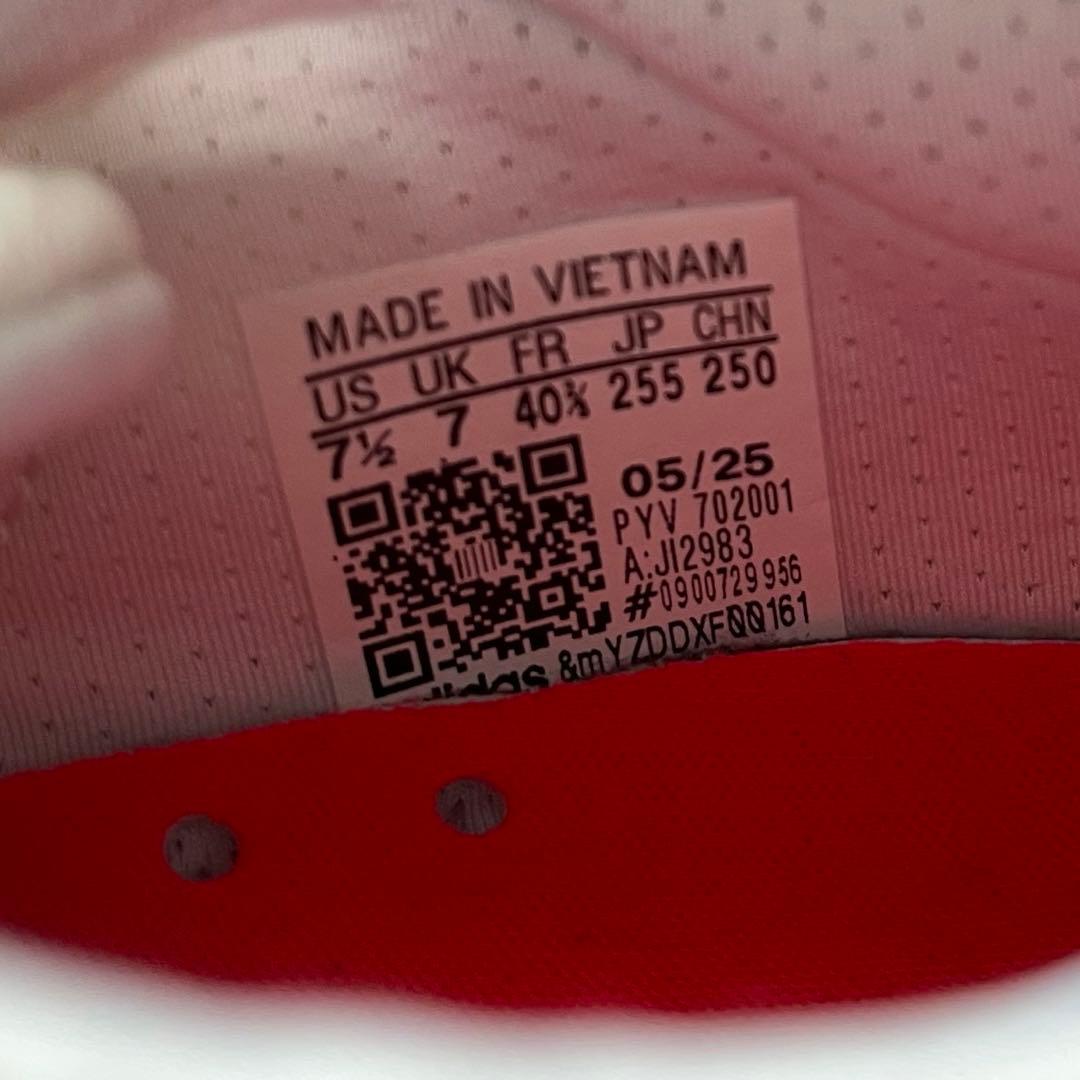 MADE IN VIETNAM
US UK FR JP CHN
7½ 7 40⅔ 255 250
05/25
PYV 702001
A:JI2983
#0900729956
adidas &mYZDDXF00161